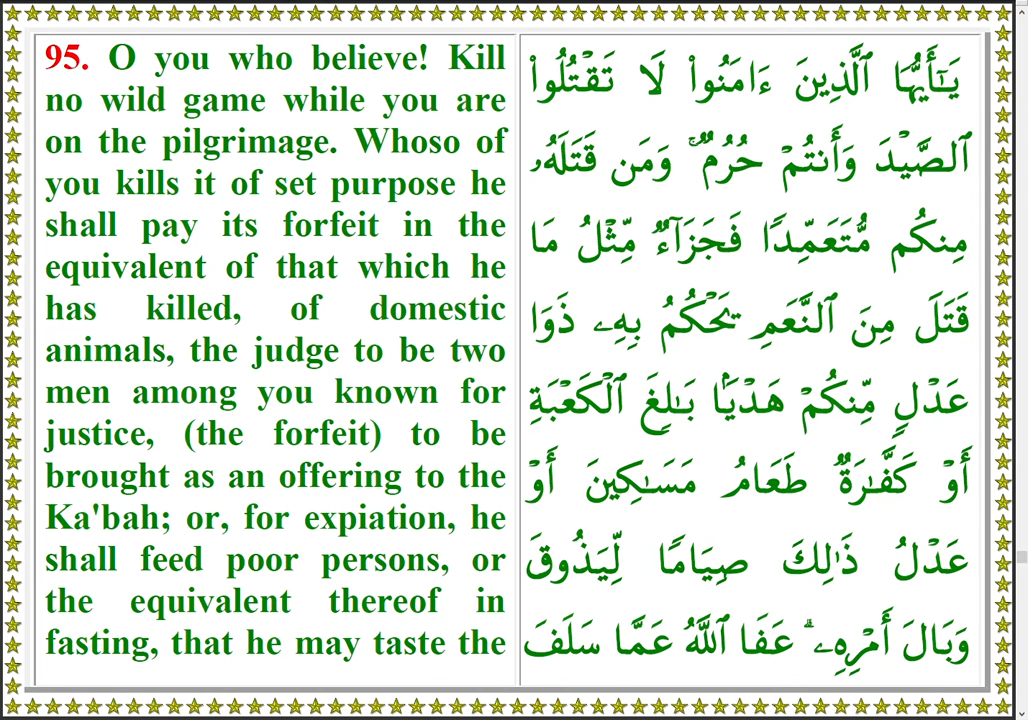 95. O you who believe! Kill
no wild game while you are
on the pilgrimage. Whoso of
you kills it of set purpose he
shall pay its forfeit in the
equivalent of that which he
has killed, of domestic
animals, the judge to be two
men among you known for
justice, (the forfeit) to be
brought as an offering to the
Ka'bah; or, for expiation, he
shall feed poor persons, or
the equivalent thereof in
fasting, that he may taste the
يَـٰٓأَيُّهَا ٱلَّذِينَ ءَامَنُوا۟ لَا تَقْتُلُوا۟
ٱلصَّيْدَ وَأَنتُمْ حُرُمٌ ۚ وَمَن قَتَلَهُۥ
مِنكُم مُّتَعَمِّدًا فَجَزَآءٌ مِّثْلُ مَا
قَتَلَ مِنَ ٱلنَّعَمِ يَحْكُمُ بِهِۦ ذَوَا
عَدْلٍ مِّنكُمْ هَدْيًۢا بَـٰلِغَ ٱلْكَعْبَةِ
أَوْ كَفَّـٰرَةٌ طَعَامُ مَسَـٰكِينَ أَوْ
عَدْلُ ذَٰلِكَ صِيَامًا لِّيَذُوقَ
وَبَالَ أَمْرِهِۦ ۗ عَفَا ٱللَّهُ عَمَّا سَلَفَ